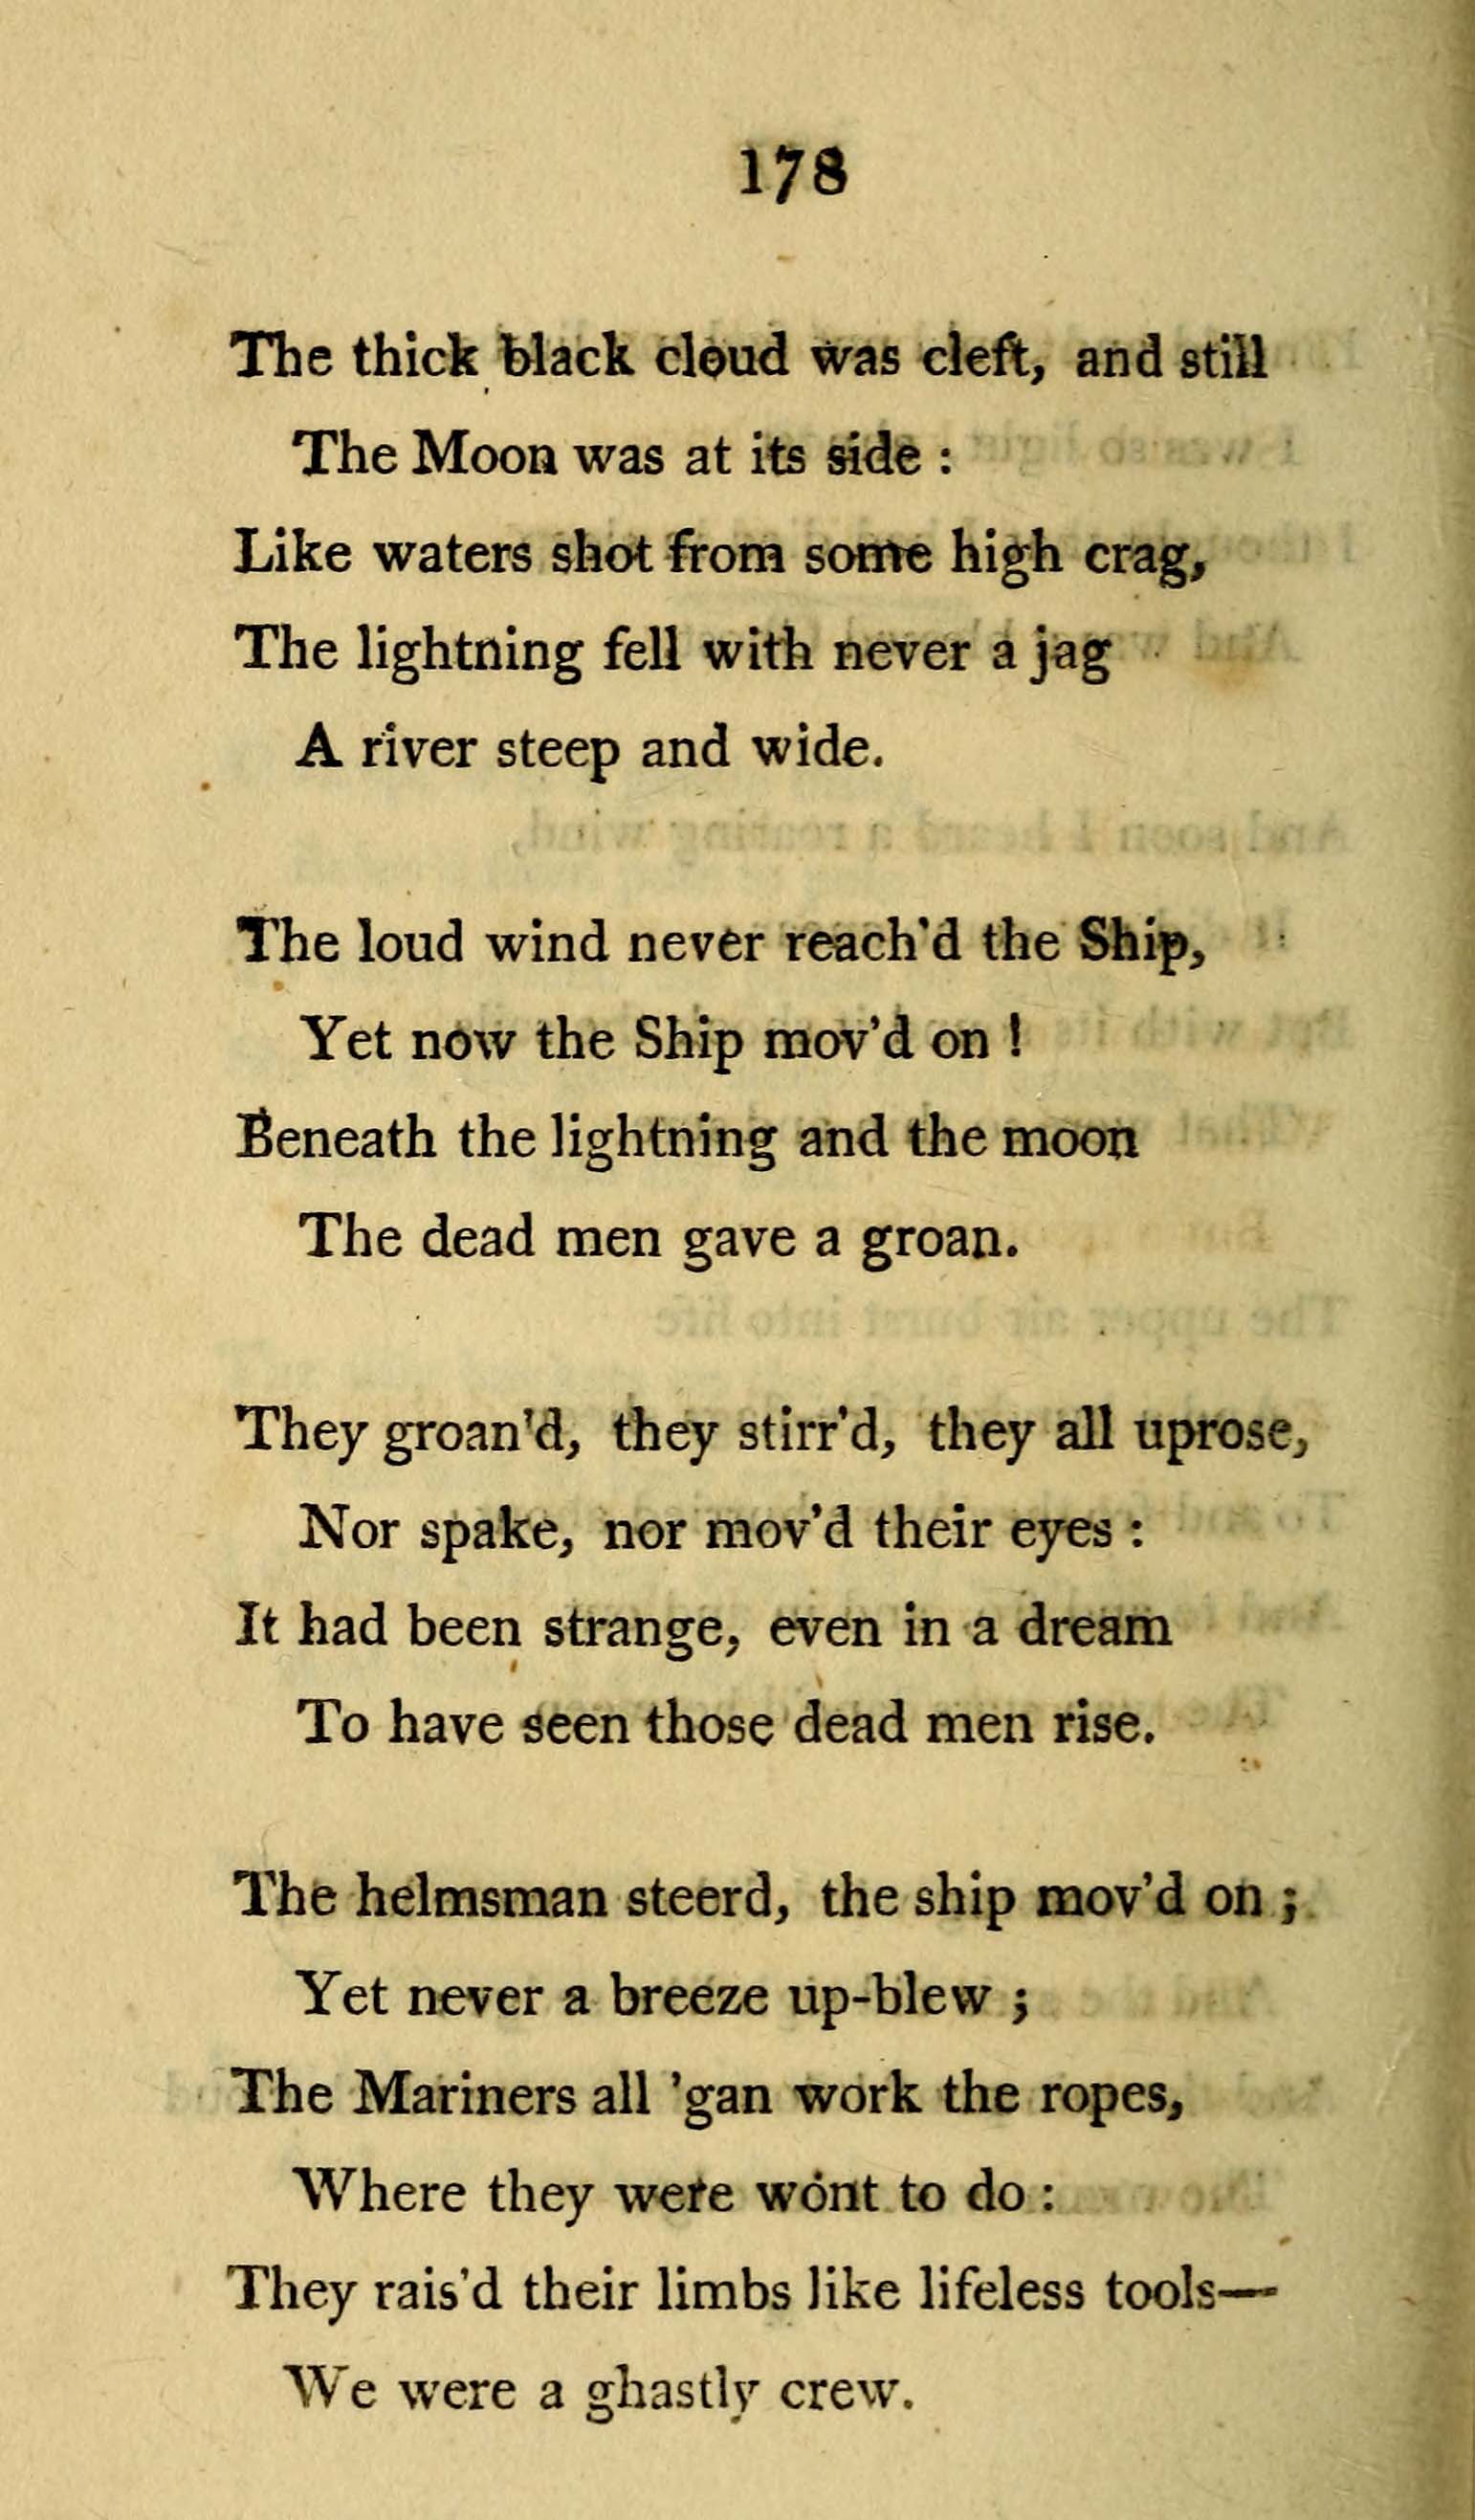 178
The thick black cloud was cleft, and still
The Moon was at its side :
Like waters shot from some high crag,
The lightning fell with never a jag
A river steep and wide.
The loud wind never reach'd the Ship,
Yet now the Ship mov'd on !
Beneath the lightning and the moon
The dead men gave a groan.
They groan'd, they stirr'd, they all uprose,
Nor spake, nor mov'd their eyes :
It had been strange, even in a dream
To have seen those dead men rise.
The helmsman steerd, the ship mov'd on ;
Yet never a breeze up-blew ;
The Mariners all 'gan work the ropes,
Where they were wont to do :
They rais'd their limbs like lifeless tools—
We were a ghastly crew.